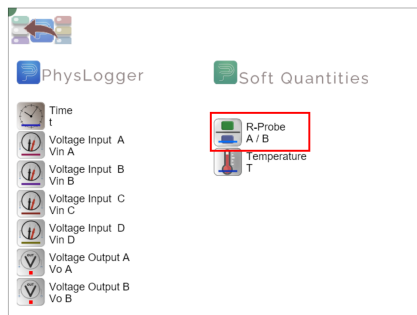 PhysLogger
Time
t
Voltage Input A
Vin A
Voltage Input B
Vin B
Voltage Input C
Vin C
Voltage Input D
Vin D
Voltage Output A
Vo A
Voltage Output B
Vo B
Soft Quantities
R-Probe
A / B
Temperature
T